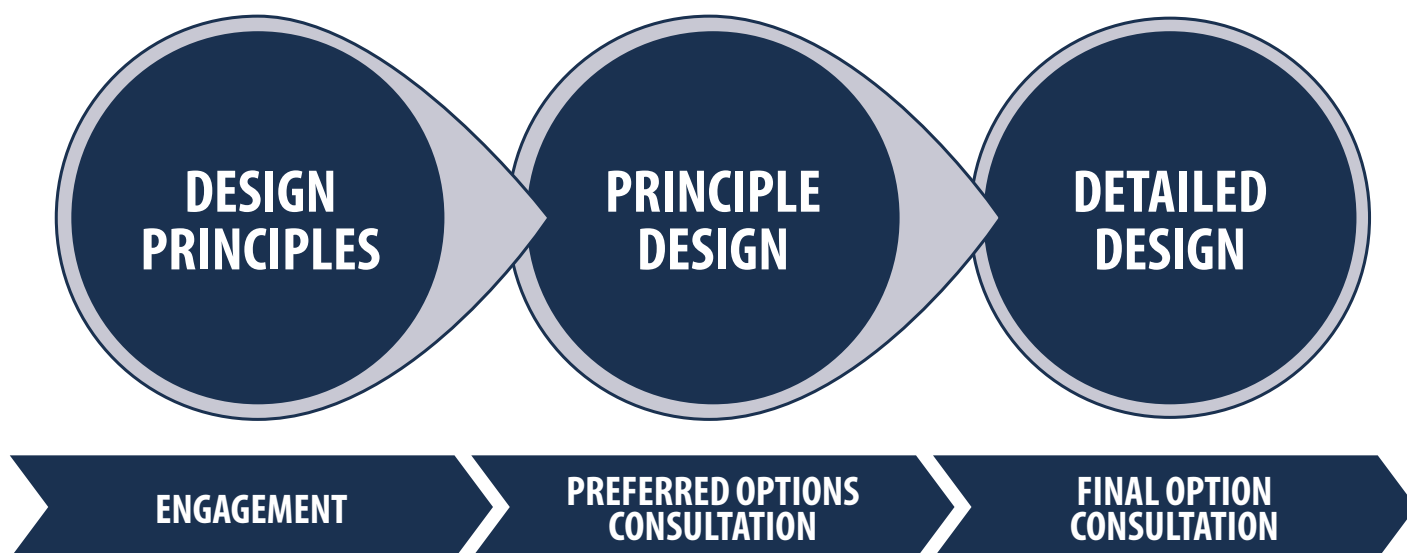 DESIGN
PRINCIPLES
PRINCIPLE
DESIGN
DETAILED
DESIGN
ENGAGEMENT
PREFERRED OPTIONS
CONSULTATION
FINAL OPTION
CONSULTATION